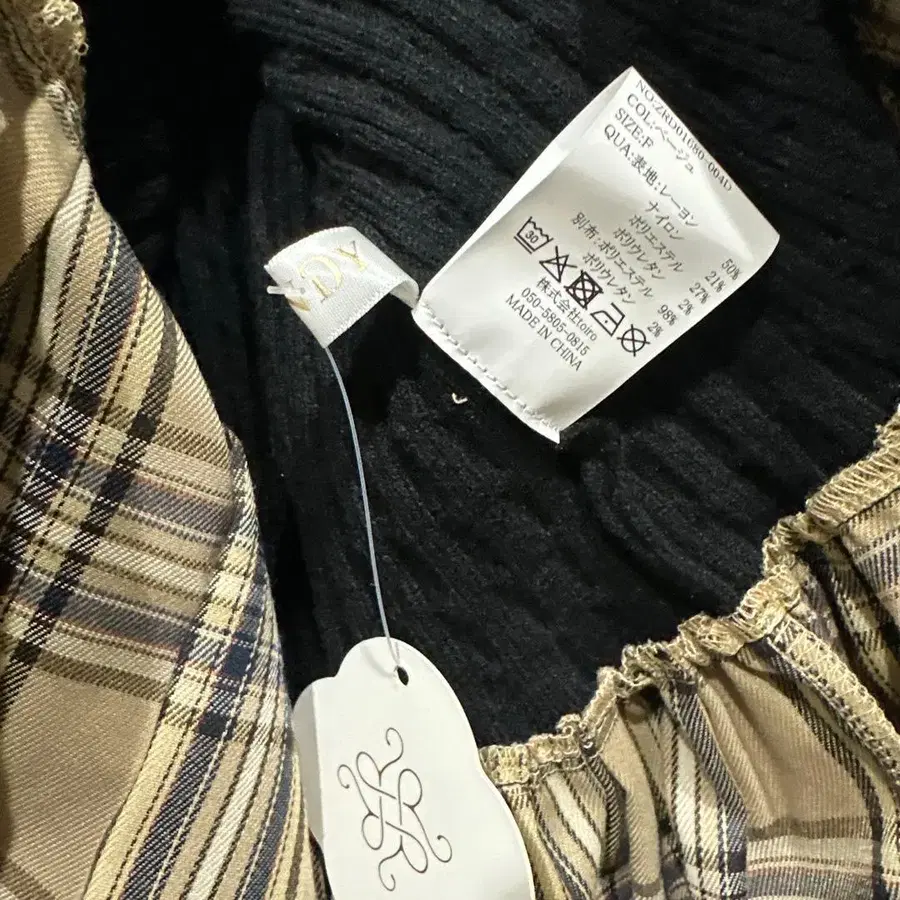 NO:ZRD01680-004D
COL:ベージュ
SIZE:F
QUA:表地:レーヨン 50%
ナイロン 21%
ポリエステル 27%
ポリウレタン 2%
別布:ポリエステル 98%
ポリウレタン 2%
30
株式会社toiro
050-5805-0815
MADE IN CHINA